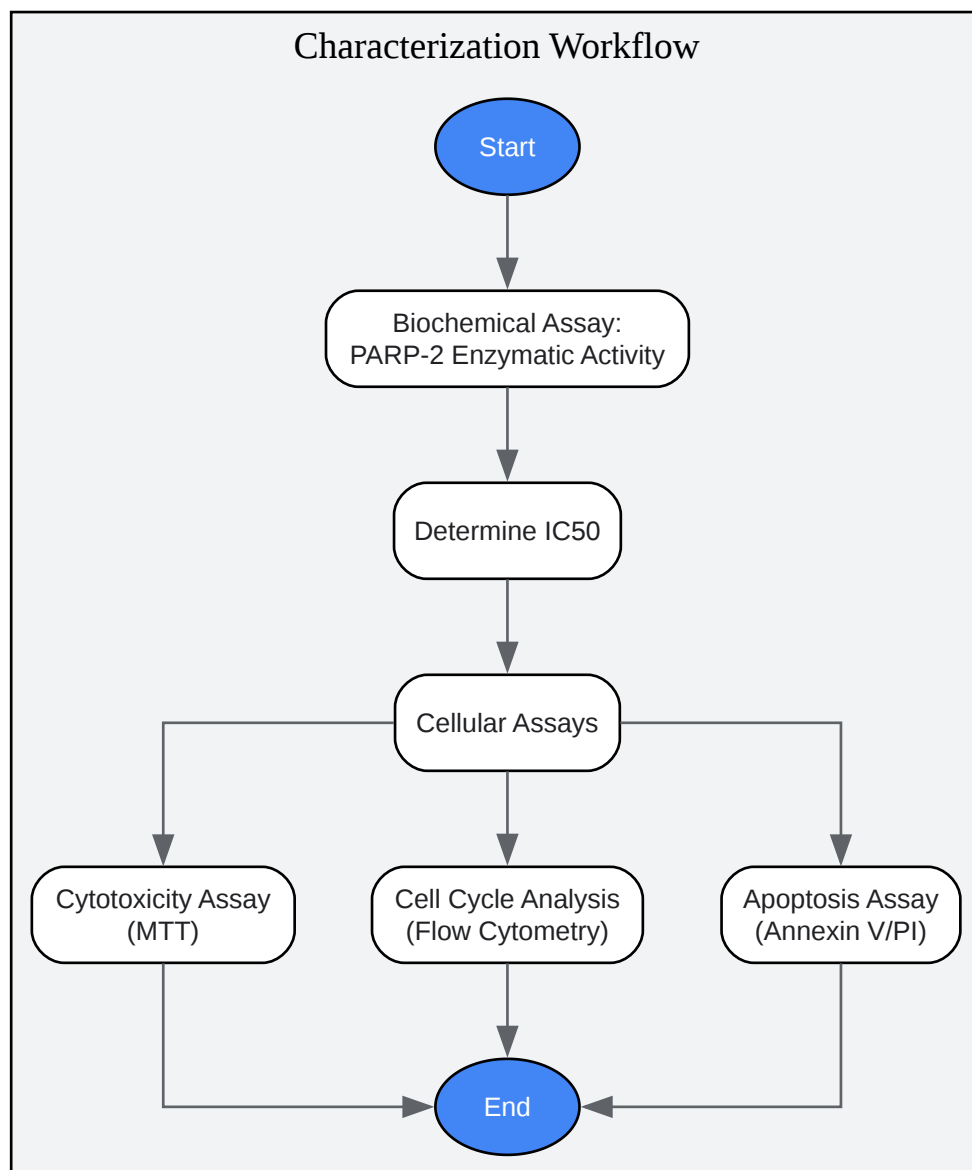 Characterization Workflow
Start
Biochemical Assay:
PARP-2 Enzymatic Activity
Determine IC50
Cellular Assays
Cytotoxicity Assay
(MTT)
Cell Cycle Analysis
(Flow Cytometry)
Apoptosis Assay
(Annexin V/PI)
End